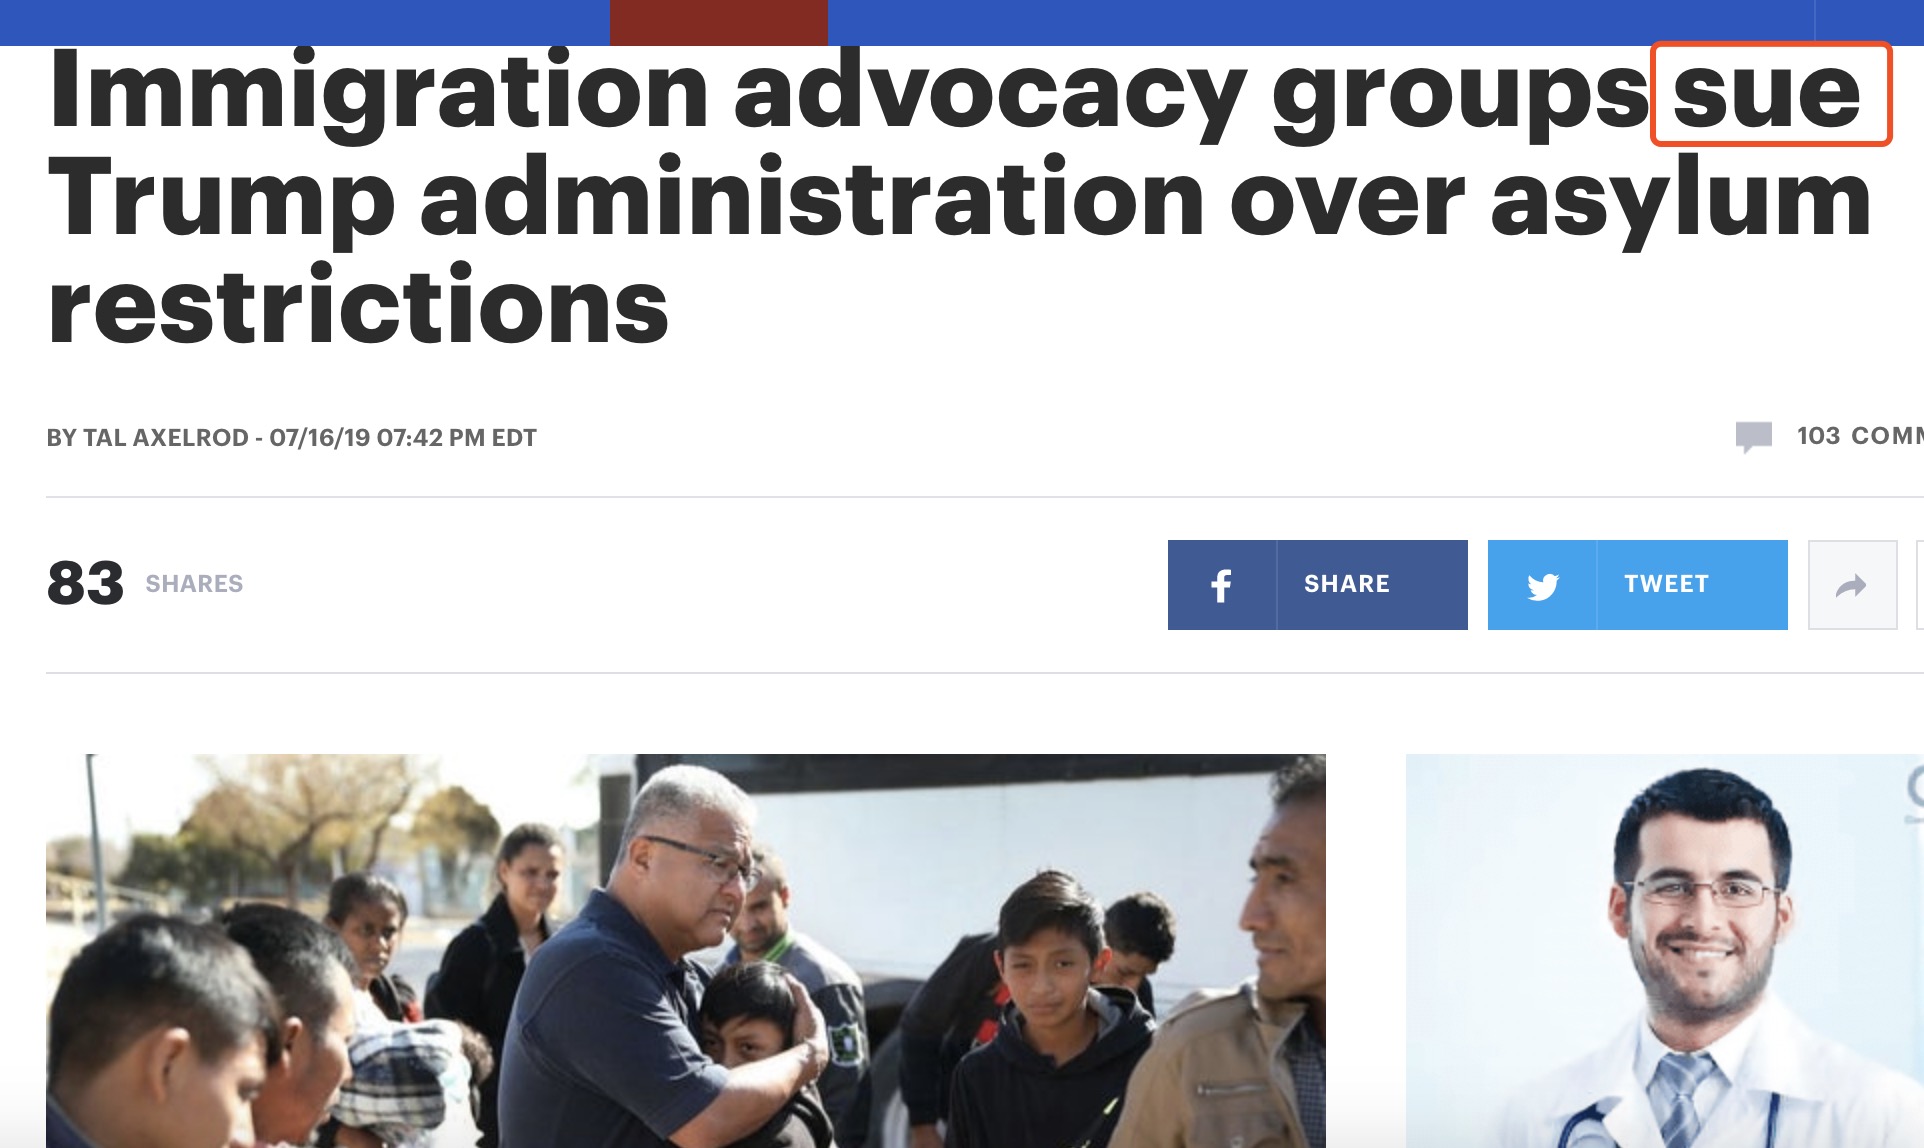 Immigration advocacy groups sue
Trump administration over asylum
restrictions
BY TAL AXELROD - 07/16/19 07:42 PM EDT
103
83 SHARES
SHARE
TWEET